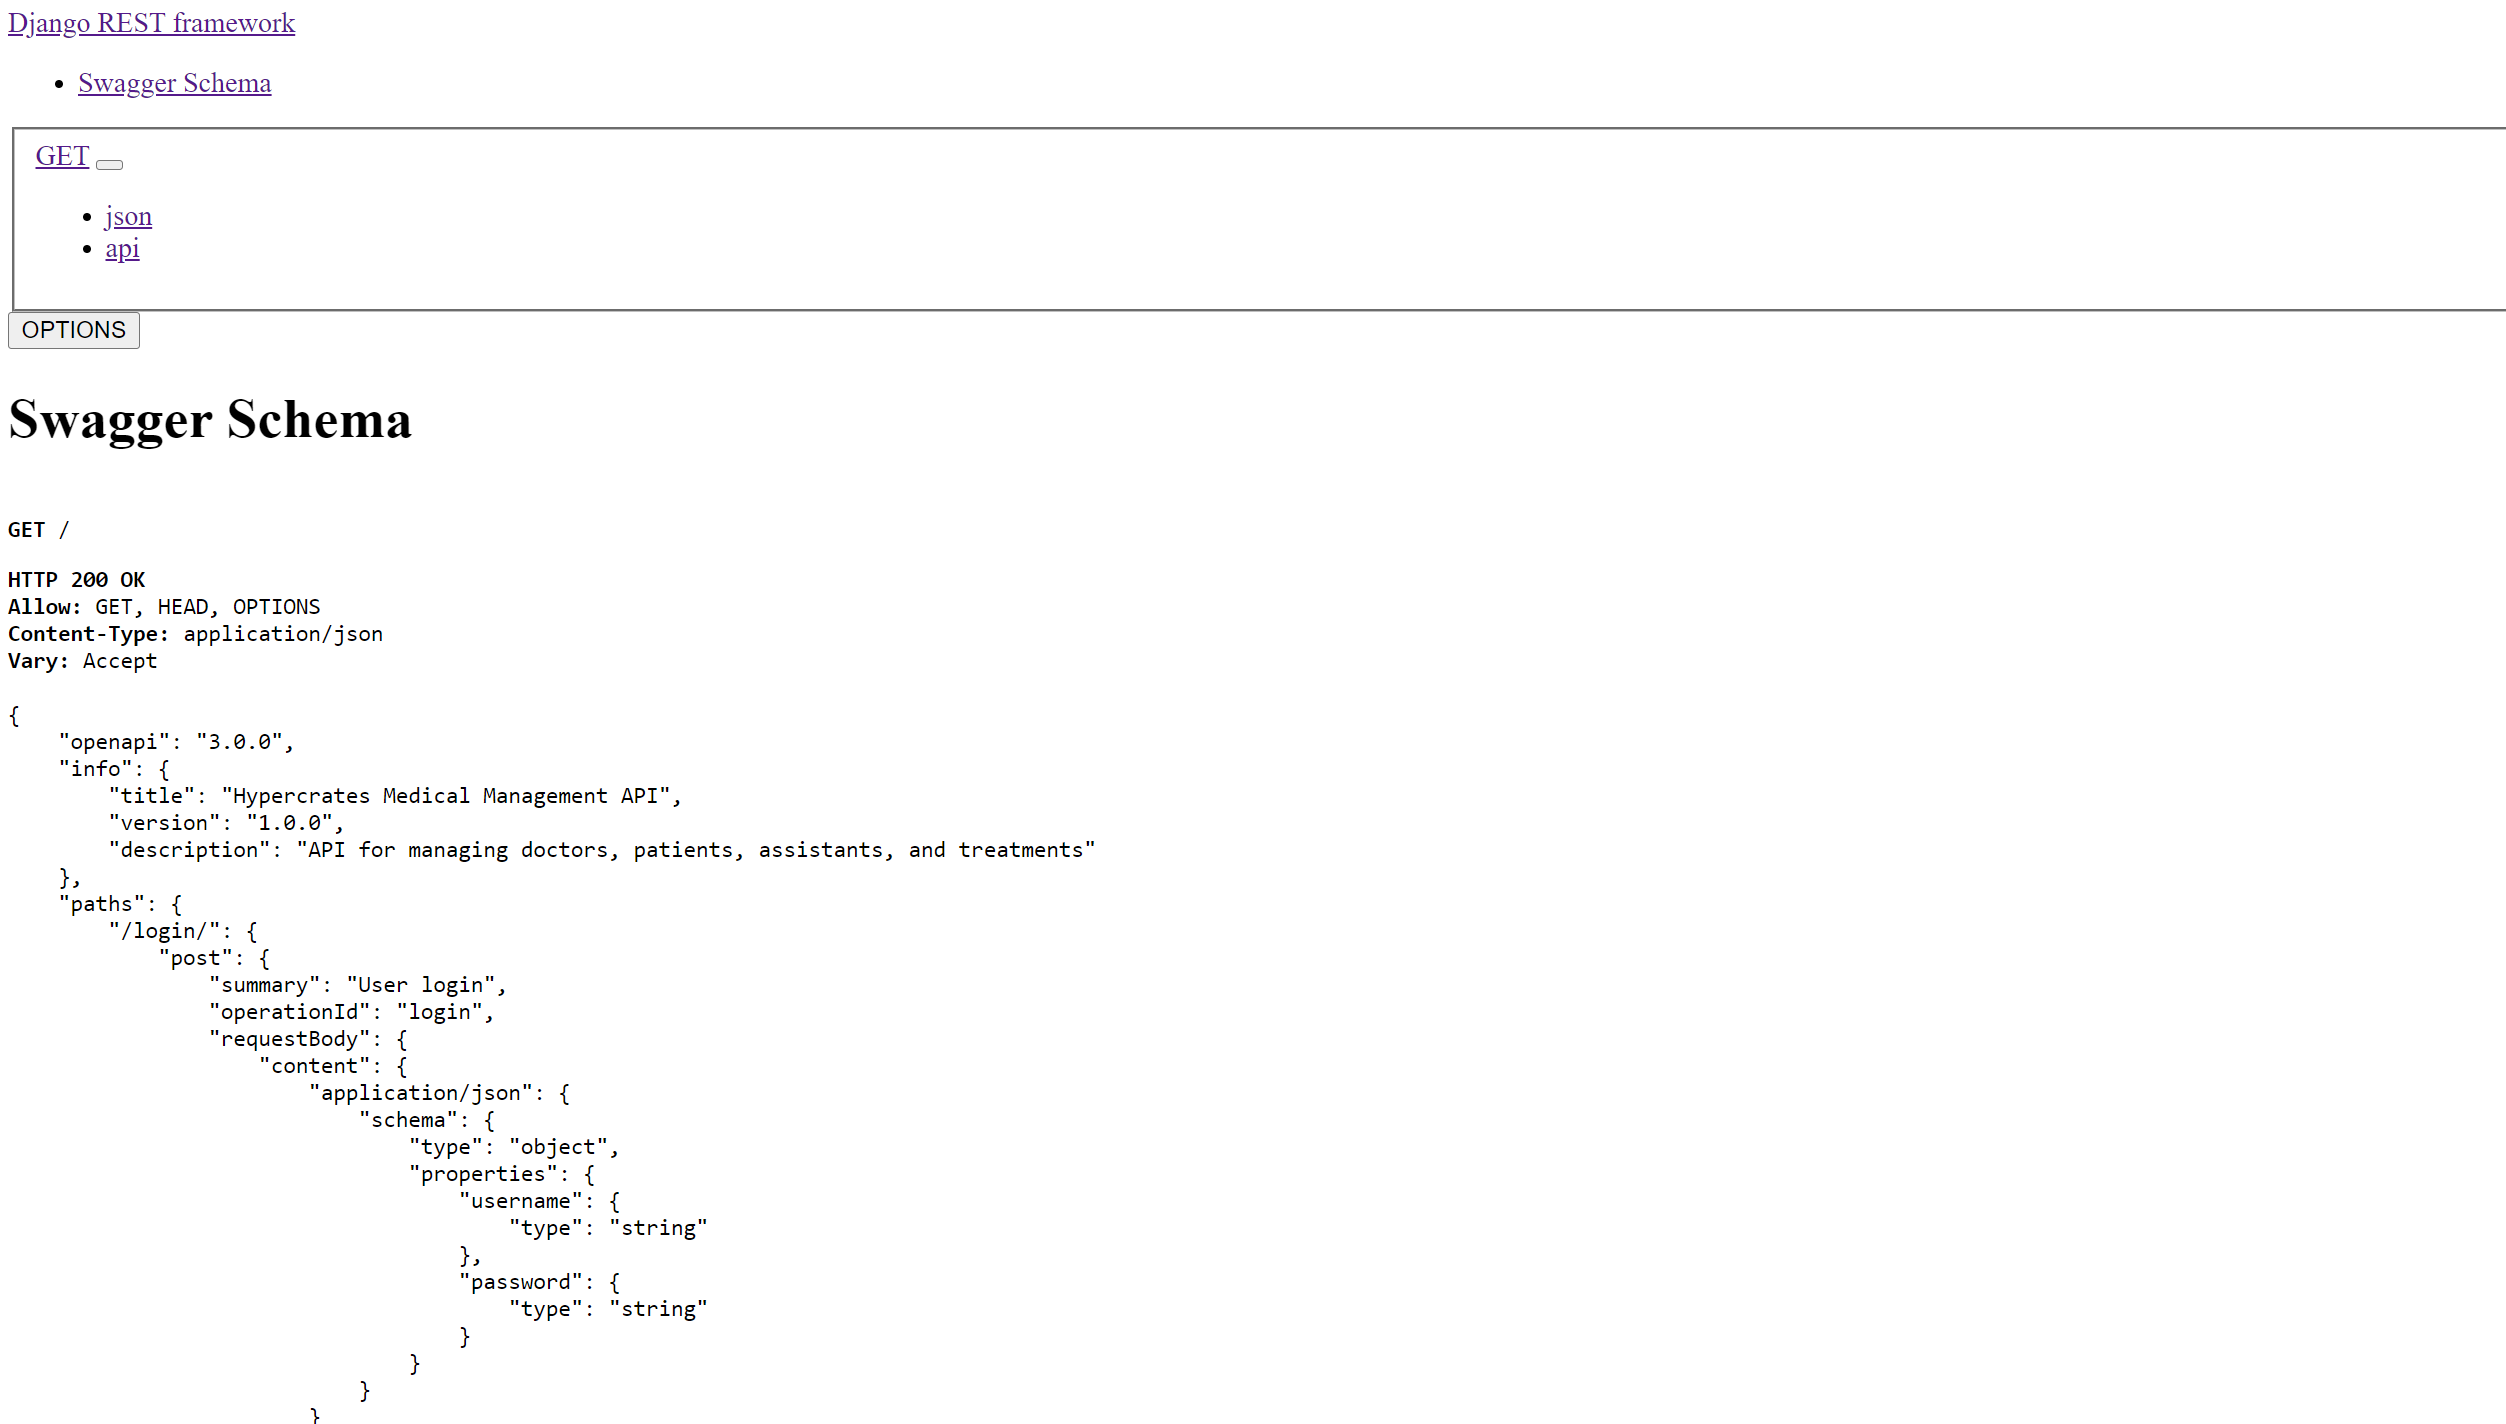 Django REST framework
Swagger Schema
GET
json
api
OPTIONS
Swagger Schema
GET /
HTTP 200 OK
Allow: GET, HEAD, OPTIONS
Content-Type: application/json
Vary: Accept
{
    "openapi": "3.0.0",
    "info": {
        "title": "Hypercrates Medical Management API",
        "version": "1.0.0",
        "description": "API for managing doctors, patients, assistants, and treatments"
    },
    "paths": {
        "/login/": {
            "post": {
                "summary": "User login",
                "operationId": "login",
                "requestBody": {
                    "content": {
                        "application/json": {
                            "schema": {
                                "type": "object",
                                "properties": {
                                    "username": {
                                        "type": "string"
                                    },
                                    "password": {
                                        "type": "string"
                                    }
                                }
                            }
                        }